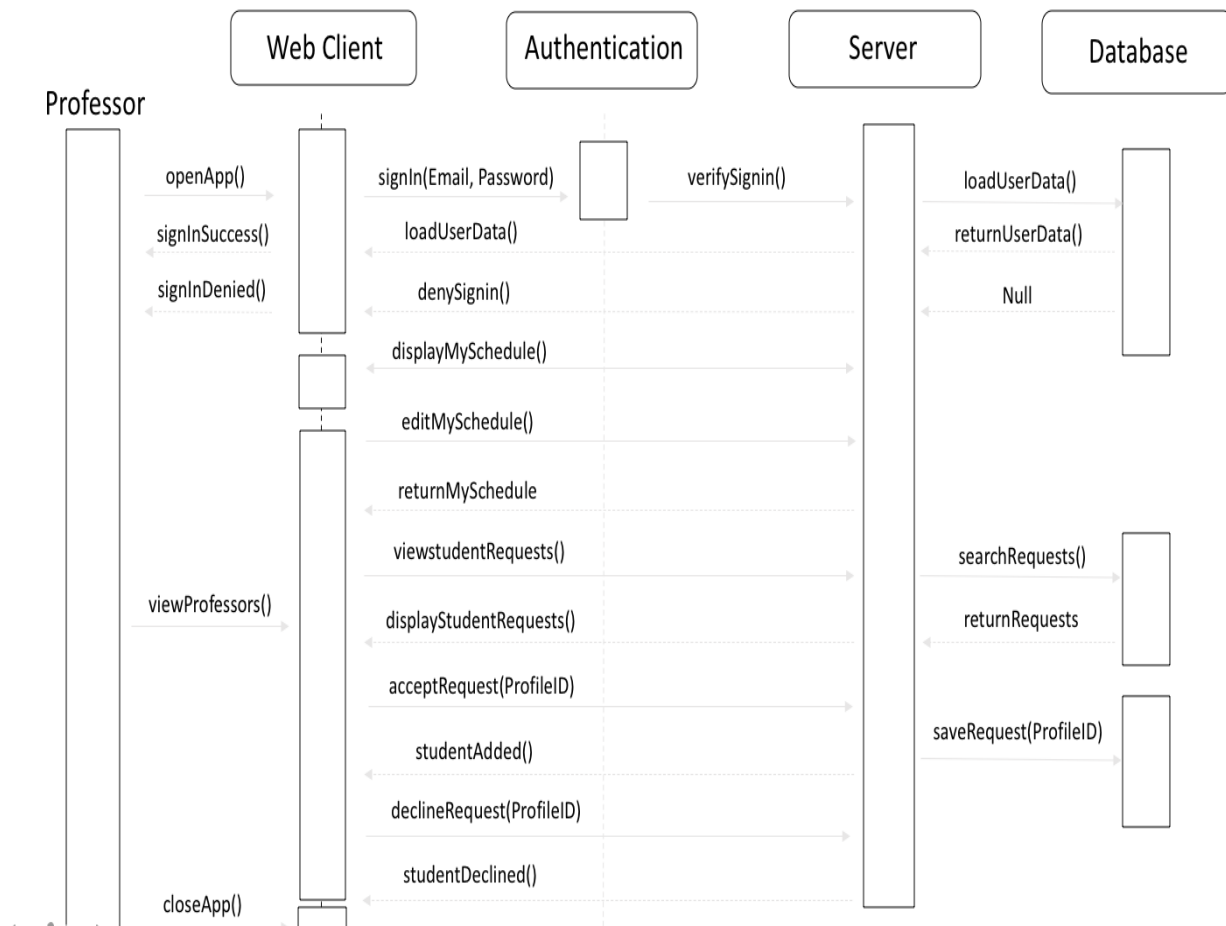 Web Client
Authentication
Server
Database
Professor
openApp()
signIn(Email, Password)
verifySignin()
loadUserData()
signInSuccess()
loadUserData()
returnUserData()
signInDenied()
denySignin()
Null
displayMySchedule()
editMySchedule()
returnMySchedule
viewstudentRequests()
searchRequests()
viewProfessors()
displayStudentRequests()
returnRequests
acceptRequest(ProfileID)
saveRequest(ProfileID)
studentAdded()
declineRequest(ProfileID)
studentDeclined()
closeApp()